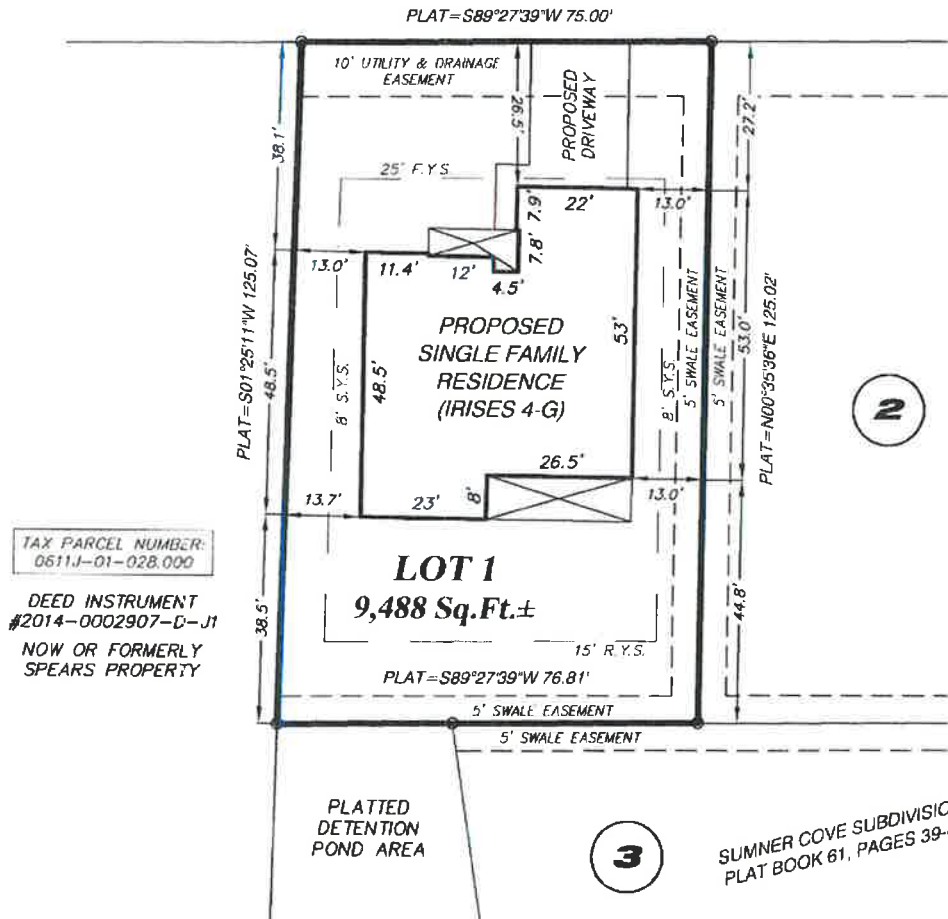 PLAT=S89°27'39"W 75.00'
10' UTILITY & DRAINAGE
EASEMENT
26.5'
PROPOSED
DRIVEWAY
27.2'
38.1'
25' F.Y.S.
22'
13.0'
7.9'
7.8'
13.0'
11.4'
12'
4.5'
PLAT=S01°25'11"W 125.07'
48.5'
8' S.Y.S.
48.5'
PROPOSED
SINGLE FAMILY
RESIDENCE
(IRISES 4-G)
53'
8' S.Y.S.
5' SWALE EASEMENT
5' SWALE EASEMENT
53.0'
PLAT=N00°35'36"E 125.02'
2
26.5'
13.7'
23'
8'
13.0'
TAX PARCEL NUMBER:
0611J-01-028.000
DEED INSTRUMENT
#2014-0002907-D-J1
NOW OR FORMERLY
SPEARS PROPERTY
38.5'
LOT 1
9,488 Sq.Ft.±
44.8'
15' R.Y.S.
PLAT=S89°27'39"W 76.81'
5' SWALE EASEMENT
5' SWALE EASEMENT
PLATTED
DETENTION
POND AREA
3
SUMNER COVE SUBDIVISIO
PLAT BOOK 61, PAGES 39-